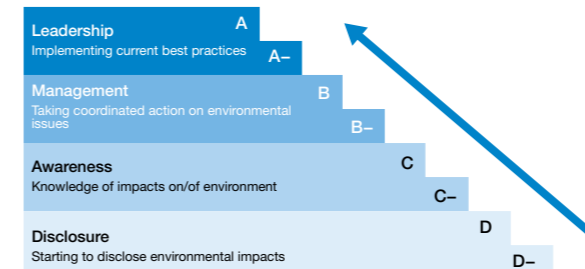 Leadership A
Implementing current best practices A–
Management B
Taking coordinated action on environmental
issues B–
Awareness C
Knowledge of impacts on/of environment C–
Disclosure D
Starting to disclose environmental impacts D–